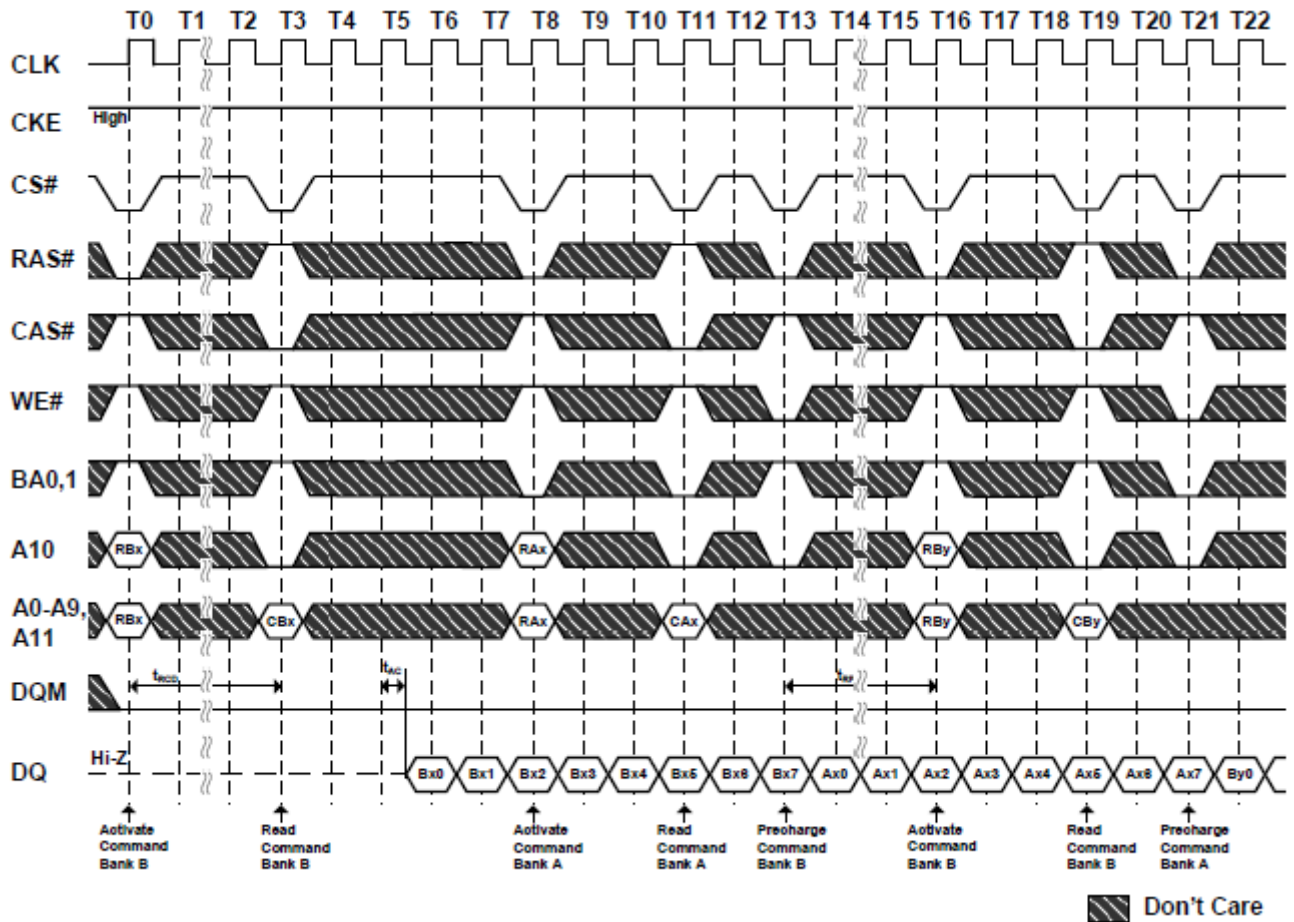 T0 T1 T2 T3 T4 T5 T6 T7 T8 T9 T10 T11 T12 T13 T14 T15 T16 T17 T18 T19 T20 T21 T22
CLK
CKE High
CS#
RAS#
CAS#
WE#
BA0,1
A10 RBx RAx RBy
A0-A9, A11 RBx CBx RAx CAx RBy CBy
DQM tRCD tAC tRP
DQ Hi-Z Bx0 Bx1 Bx2 Bx3 Bx4 Bx5 Bx6 Bx7 Ax0 Ax1 Ax2 Ax3 Ax4 Ax5 Ax6 Ax7 By0
Activate Command Bank B
Read Command Bank B
Activate Command Bank A
Read Command Bank A
Precharge Command Bank B
Activate Command Bank B
Read Command Bank B
Precharge Command Bank A
Don't Care